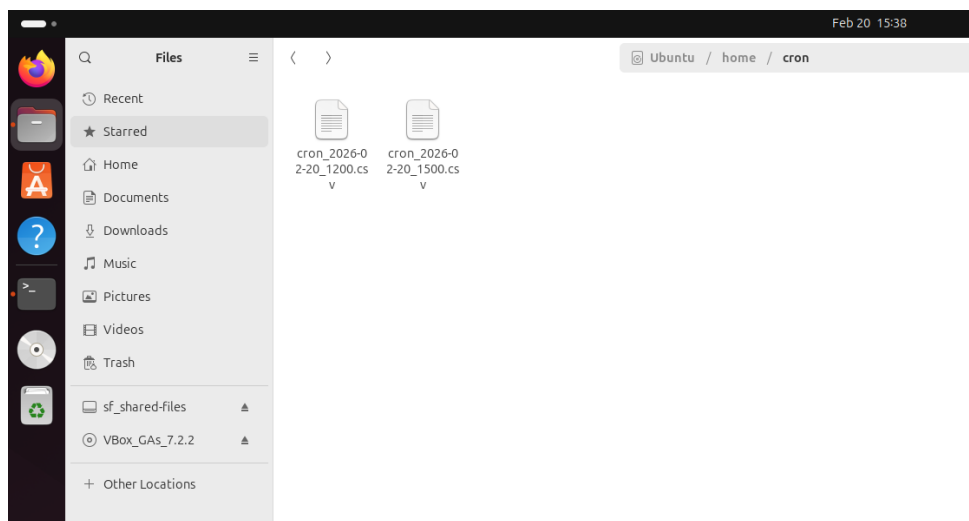 Feb 20 15:38
Files
Ubuntu / home / cron
Recent
Starred
Home
Documents
Downloads
Music
Pictures
Videos
Trash
sf_shared-files
VBox_GAs_7.2.2
+ Other Locations
cron_2026-0
2-20_1200.cs
v
cron_2026-0
2-20_1500.cs
v
A
?
>_